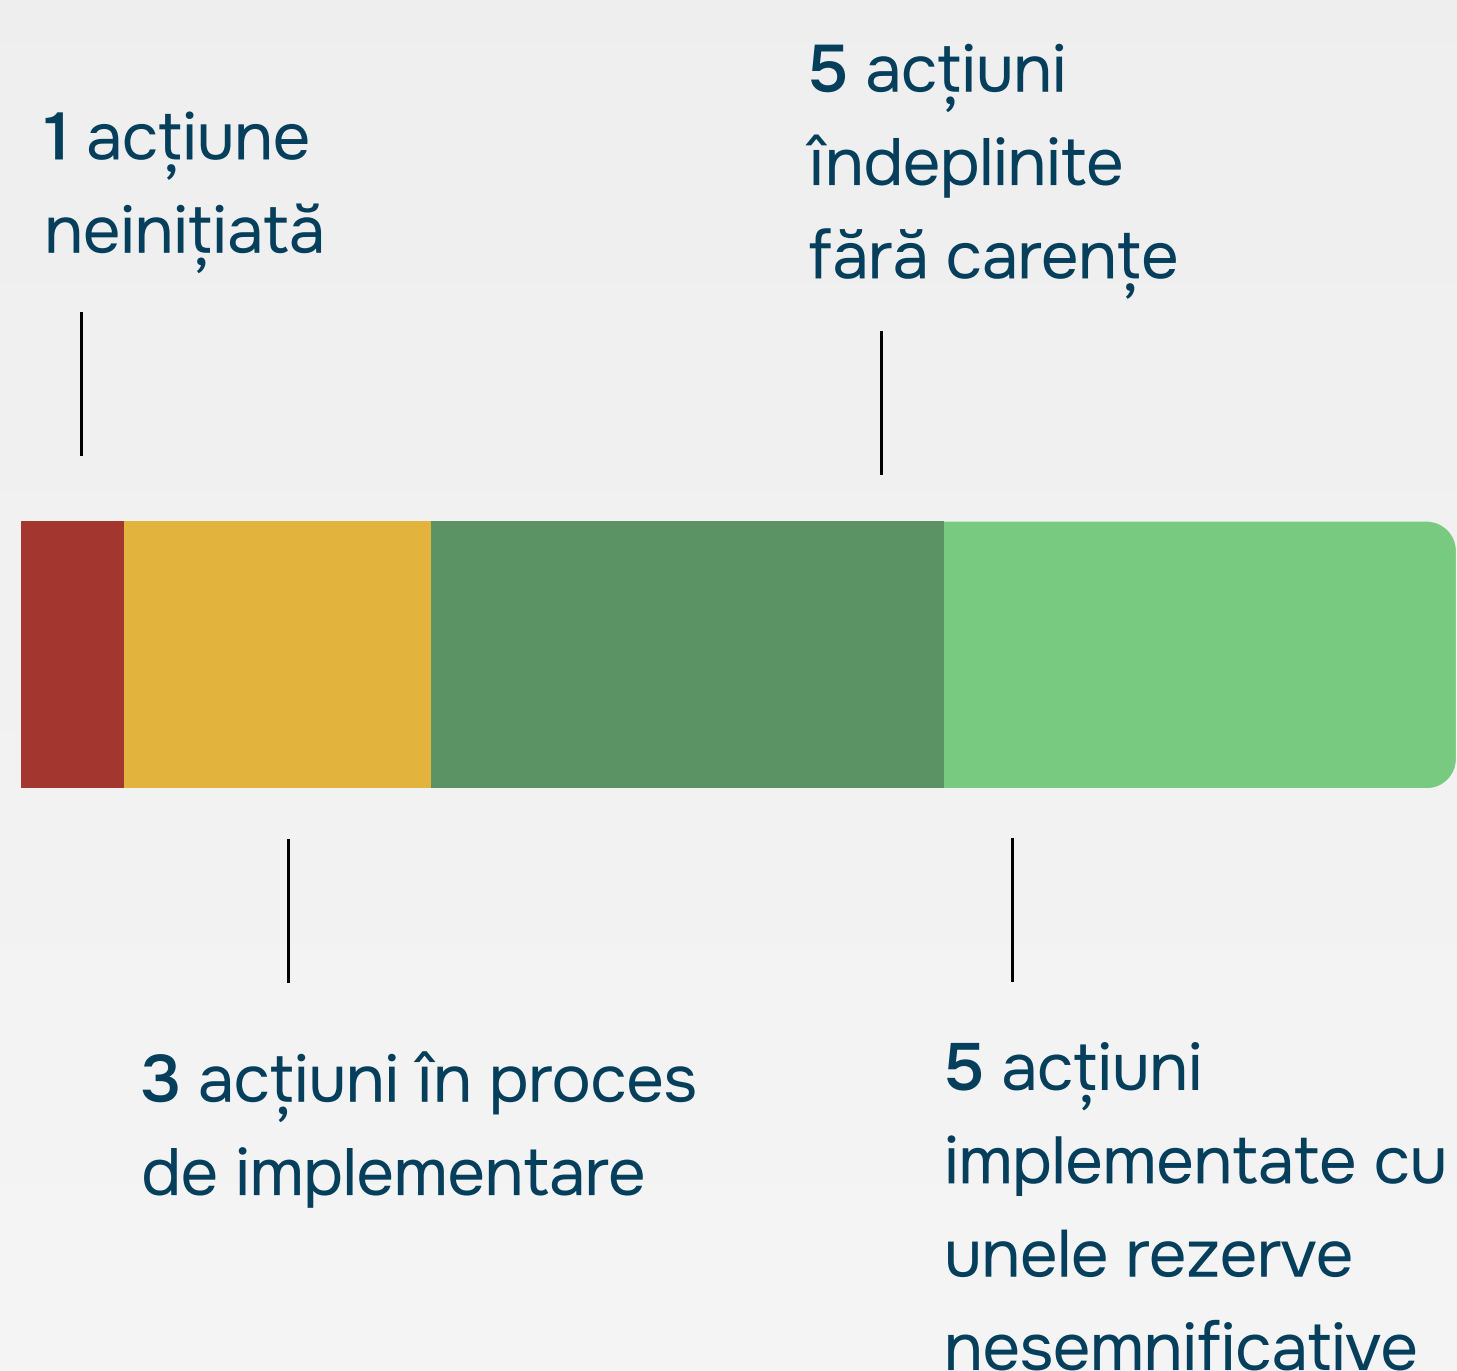 1 acțiune
neinițiată
5 acțiuni
îndeplinite
fără carențe
3 acțiuni în proces
de implementare
5 acțiuni
implementate cu
unele rezerve
nesemnificative